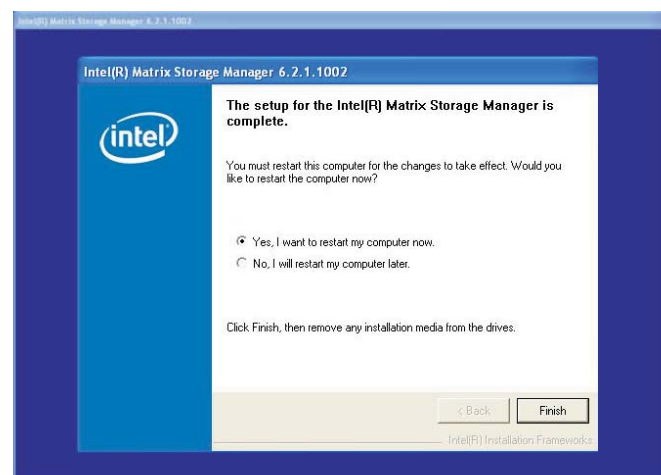 Intel(R) Matrix Storage Manager 6.2.1.1002
Intel(R) Matrix Storage Manager 6.2.1.1002
intel
The setup for the Intel(R) Matrix Storage Manager is
complete.
You must restart this computer for the changes to take effect. Would you
like to restart the computer now?
Yes, I want to restart my computer now.
No, I will restart my computer later.
Click Finish, then remove any installation media from the drives.
< Back Finish
Intel(R) Installation Frameworks